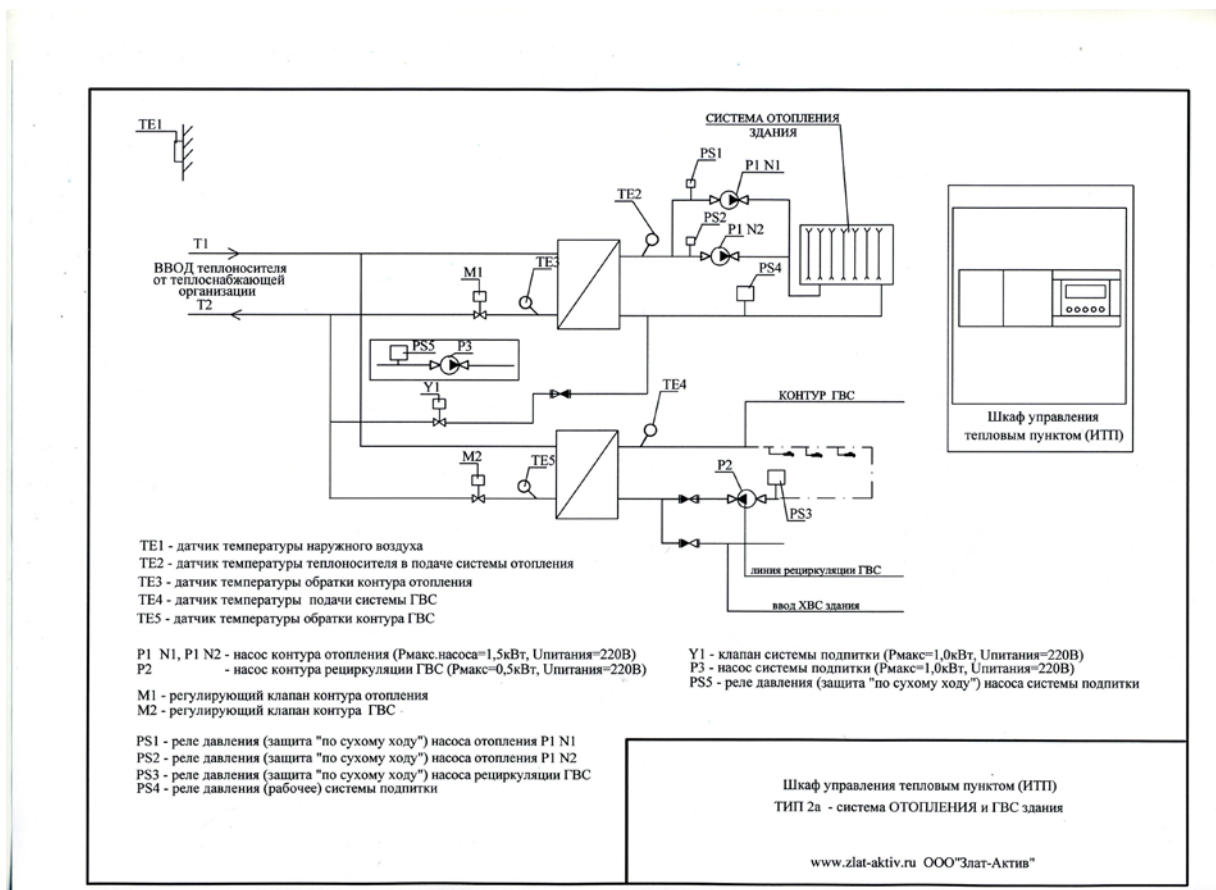 TE1
СИСТЕМА ОТОПЛЕНИЯ
ЗДАНИЯ
PS1
P1 N1
TE2
PS2
P1 N2
T1
ВВОД теплоносителя
от теплоснабжающей
организации
T2
M1
TE3
PS4
PS5
P3
Y1
TE4
КОНТУР ГВС
Шкаф управления
тепловым пунктом (ИТП)
M2
TE5
P2
PS3
линия рециркуляции ГВС
ввод ХВС здания
TE1 - датчик температуры наружного воздуха
TE2 - датчик температуры теплоносителя в подаче системы отопления
TE3 - датчик температуры обратки контура отопления
TE4 - датчик температуры подачи системы ГВС
TE5 - датчик температуры обратки контура ГВС
P1 N1, P1 N2 - насос контура отопления (Рмакс.насоса=1,5кВт, Uпитания=220В)
P2 - насос контура рециркуляции ГВС (Рмакс=0,5кВт, Uпитания=220В)
M1 - регулирующий клапан контура отопления
M2 - регулирующий клапан контура ГВС
PS1 - реле давления (защита "по сухому ходу") насоса отопления P1 N1
PS2 - реле давления (защита "по сухому ходу") насоса отопления P1 N2
PS3 - реле давления (защита "по сухому ходу") насоса рециркуляции ГВС
PS4 - реле давления (рабочее) системы подпитки
Y1 - клапан системы подпитки (Рмакс=1,0кВт, Uпитания=220В)
P3 - насос системы подпитки (Рмакс=1,0кВт, Uпитания=220В)
PS5 - реле давления (защита "по сухому ходу") насоса системы подпитки
Шкаф управления тепловым пунктом (ИТП)
ТИП 2а - система ОТОПЛЕНИЯ и ГВС здания
www.zlat-aktiv.ru ООО"Злат-Актив"